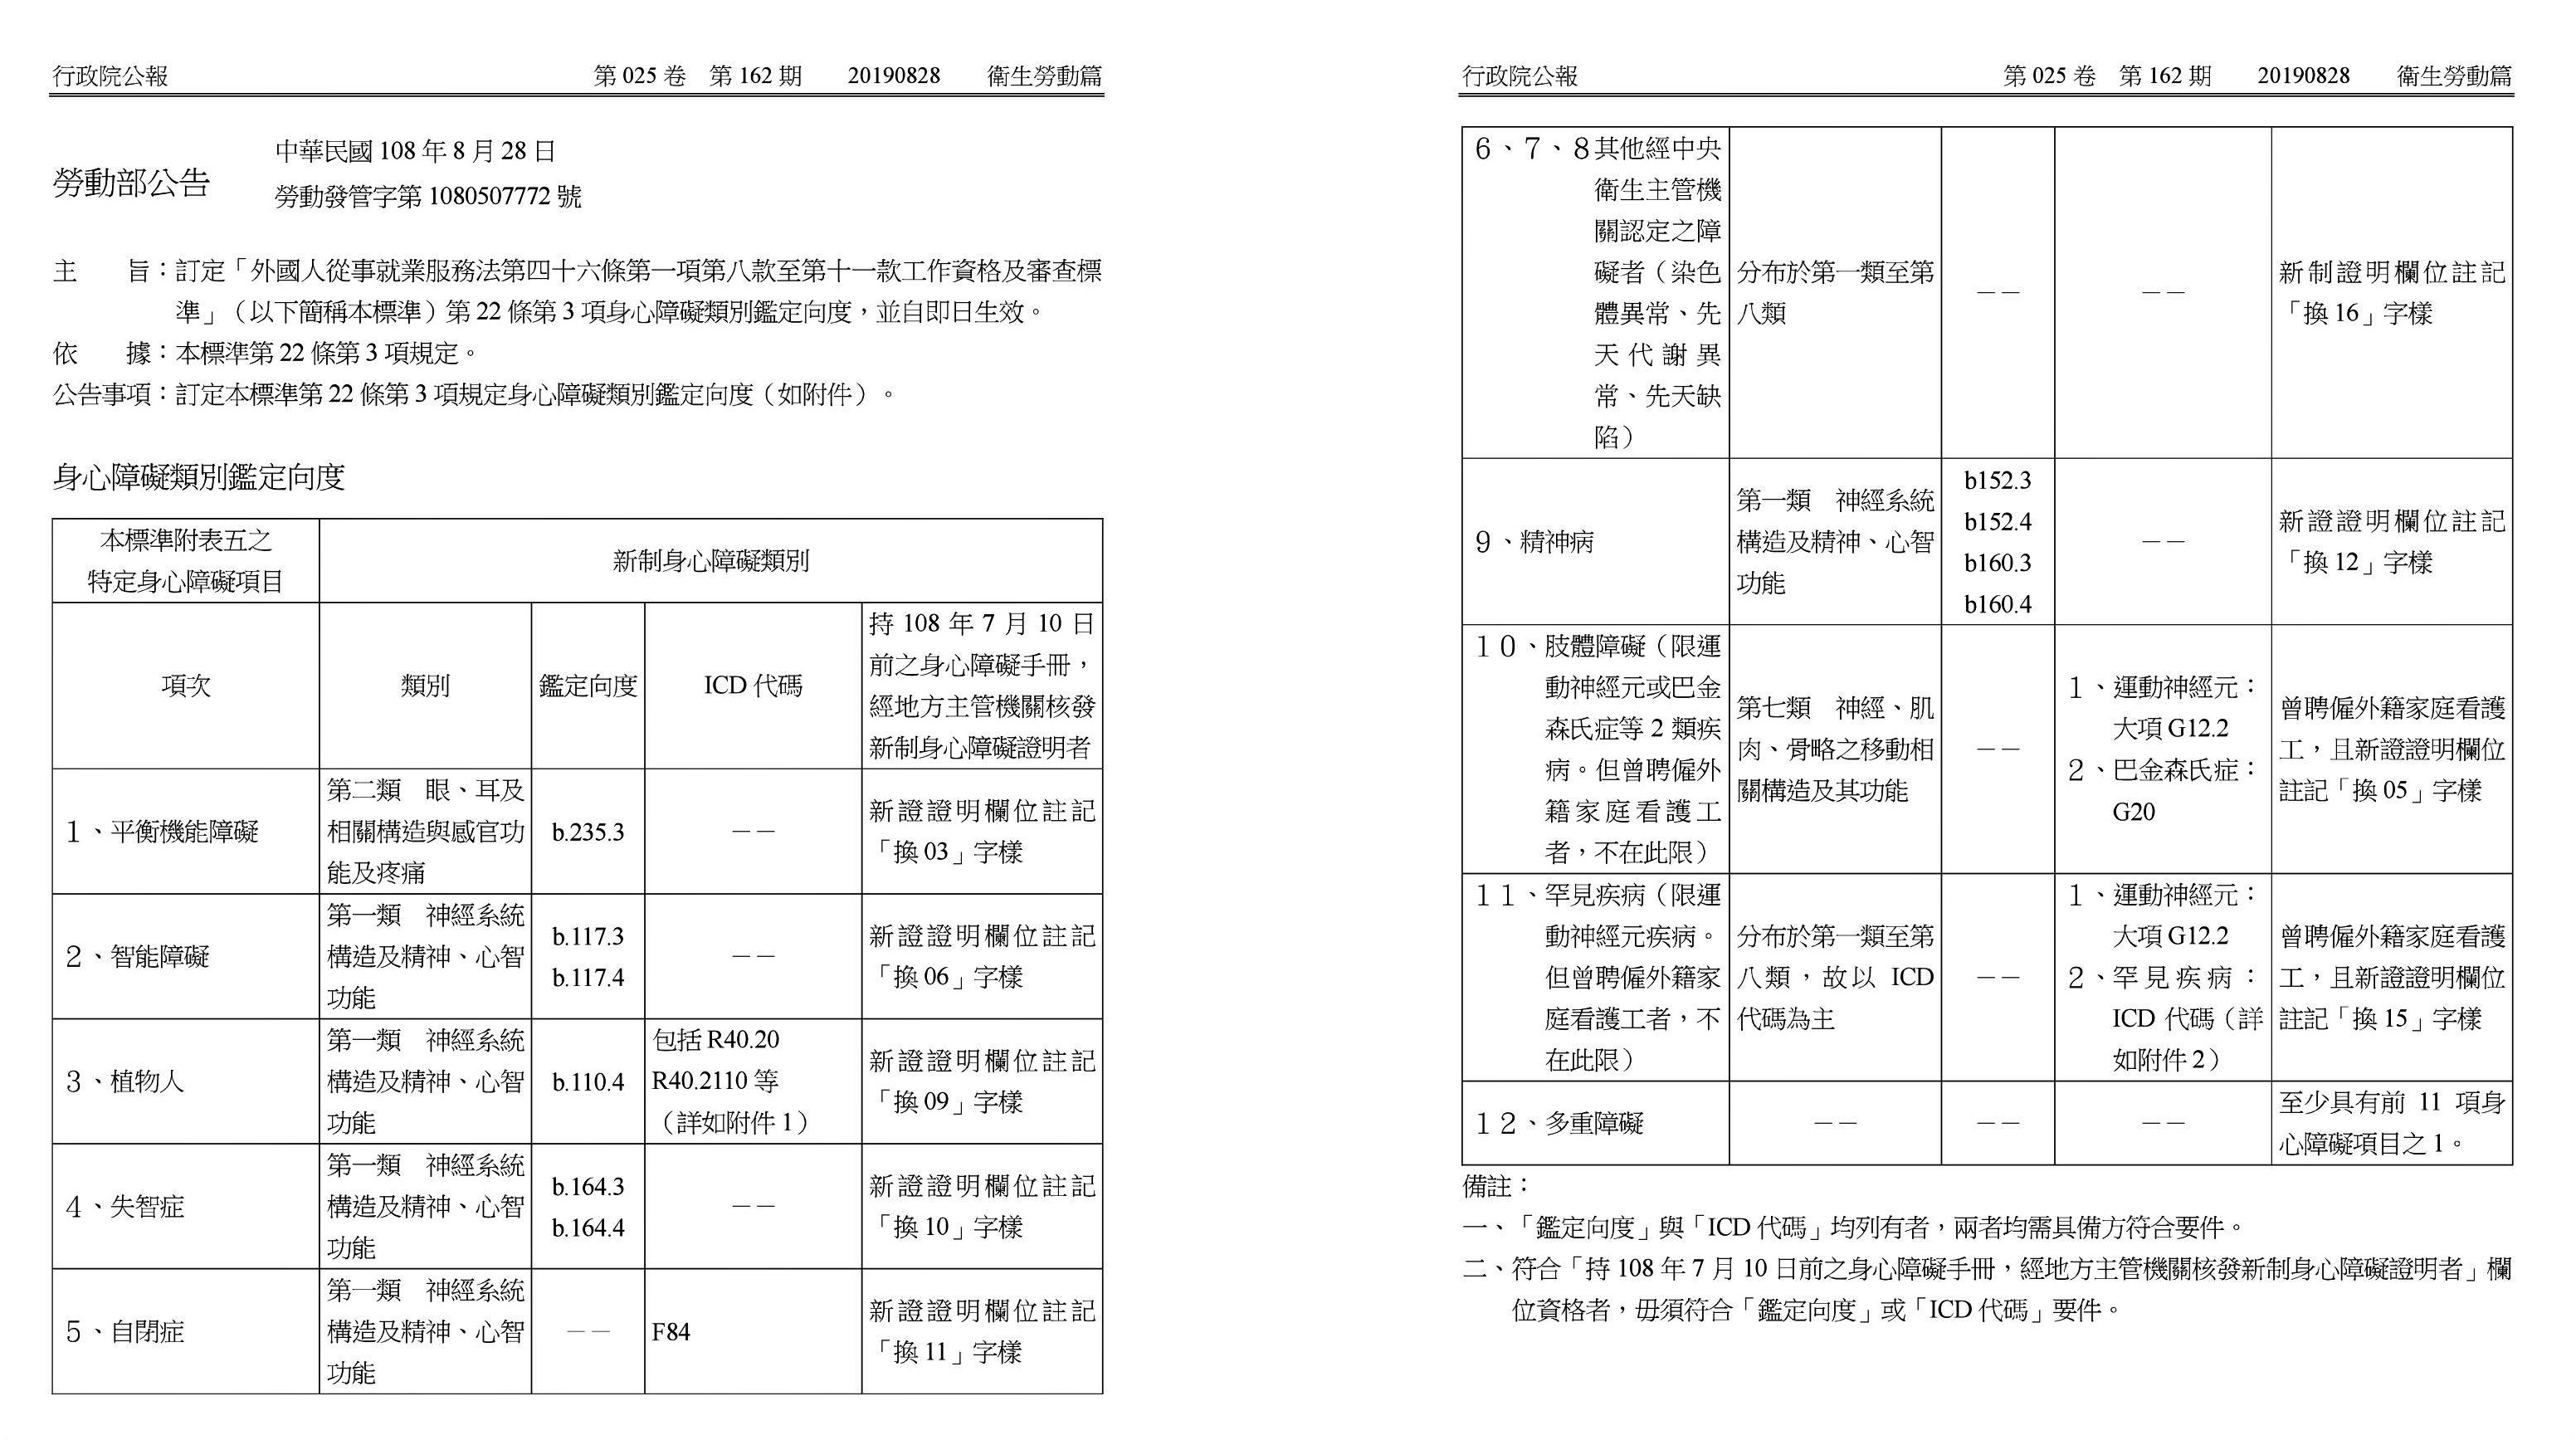 行政院公報　第 025 卷　第 162 期　20190828　衛生勞動篇
勞動部公告
中華民國 108 年 8 月 28 日
勞動發管字第 1080507772 號
主　　旨：訂定「外國人從事就業服務法第四十六條第一項第八款至第十一款工作資格及審查標
準」（以下簡稱本標準）第 22 條第 3 項身心障礙類別鑑定向度，並自即日生效。
依　　據：本標準第 22 條第 3 項規定。
公告事項：訂定本標準第 22 條第 3 項規定身心障礙類別鑑定向度（如附件）。
身心障礙類別鑑定向度
本標準附表五之
特定身心障礙項目
新制身心障礙類別
項次
類別
鑑定向度
ICD 代碼
持 108 年 7 月 10 日
前之身心障礙手冊，
經地方主管機關核發
新制身心障礙證明者
１、平衡機能障礙
第二類　眼、耳及
相關構造與感官功
能及疼痛
b.235.3
－－
新證證明欄位註記
「換 03」字樣
２、智能障礙
第一類　神經系統
構造及精神、心智
功能
b.117.3
b.117.4
－－
新證證明欄位註記
「換 06」字樣
３、植物人
第一類　神經系統
構造及精神、心智
功能
b.110.4
包括 R40.20
R40.2110 等
（詳如附件 1）
新證證明欄位註記
「換 09」字樣
４、失智症
第一類　神經系統
構造及精神、心智
功能
b.164.3
b.164.4
－－
新證證明欄位註記
「換 10」字樣
５、自閉症
第一類　神經系統
構造及精神、心智
功能
－－
F84
新證證明欄位註記
「換 11」字樣
行政院公報　第 025 卷　第 162 期　20190828　衛生勞動篇
６、７、８其他經中央
衛生主管機
關認定之障
礙者（染色
體異常、先
天代謝異
常、先天缺
陷）
分布於第一類至第
八類
－－
－－
新制證明欄位註記
「換 16」字樣
９、精神病
第一類　神經系統
構造及精神、心智
功能
b152.3
b152.4
b160.3
b160.4
－－
新證證明欄位註記
「換 12」字樣
１０、肢體障礙（限運
動神經元或巴金
森氏症等 2 類疾
病。但曾聘僱外
籍家庭看護工
者，不在此限）
第七類　神經、肌
肉、骨略之移動相
關構造及其功能
－－
１、運動神經元：
大項 G12.2
２、巴金森氏症：
G20
曾聘僱外籍家庭看護
工，且新證證明欄位
註記「換 05」字樣
１１、罕見疾病（限運
動神經元疾病。
但曾聘僱外籍家
庭看護工者，不
在此限）
分布於第一類至第
八類，故以 ICD
代碼為主
－－
１、運動神經元：
大項 G12.2
２、罕見疾病：
ICD 代碼（詳
如附件 2）
曾聘僱外籍家庭看護
工，且新證證明欄位
註記「換 15」字樣
１２、多重障礙
－－
－－
－－
至少具有前 11 項身
心障礙項目之 1。
備註：
一、「鑑定向度」與「ICD 代碼」均列有者，兩者均需具備方符合要件。
二、符合「持 108 年 7 月 10 日前之身心障礙手冊，經地方主管機關核發新制身心障礙證明者」欄
位資格者，毋須符合「鑑定向度」或「ICD 代碼」要件。